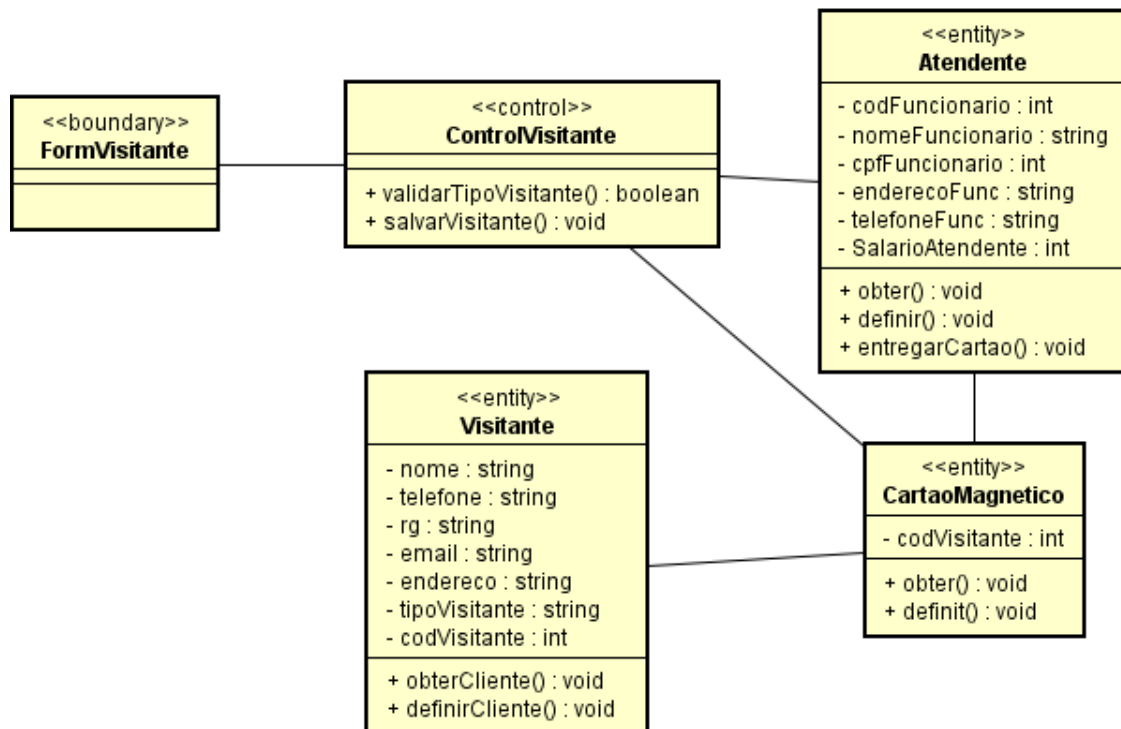 <<boundary>>
FormVisitante
<<control>>
ControlVisitante
+ validarTipoVisitante() : boolean
+ salvarVisitante() : void
<<entity>>
Atendente
- codFuncionario : int
- nomeFuncionario : string
- cpfFuncionario : int
- enderecoFunc : string
- telefoneFunc : string
- SalarioAtendente : int
+ obter() : void
+ definir() : void
+ entregarCartao() : void
<<entity>>
Visitante
- nome : string
- telefone : string
- rg : string
- email : string
- endereco : string
- tipoVisitante : string
- codVisitante : int
+ obterCliente() : void
+ definirCliente() : void
<<entity>>
CartaoMagnetico
- codVisitante : int
+ obter() : void
+ definit() : void